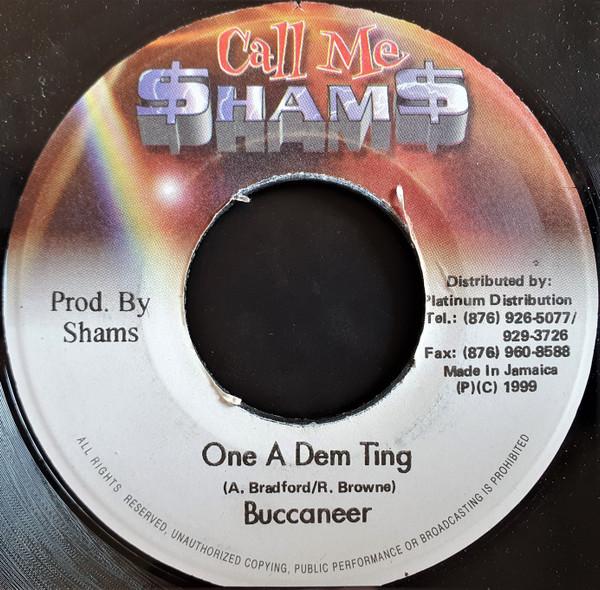 Call Me
$HAM$
Prod. By
Shams
Distributed by:
Platinum Distribution
Tel.: (876) 926-5077/
929-3726
Fax: (876) 960-8588
Made In Jamaica
(P)(C) 1999
One A Dem Ting
(A. Bradford/R. Browne)
Buccaneer
ALL RIGHTS RESERVED, UNAUTHORIZED COPYING, PUBLIC PERFORMANCE OR BROADCASTING IS PROHIBITED